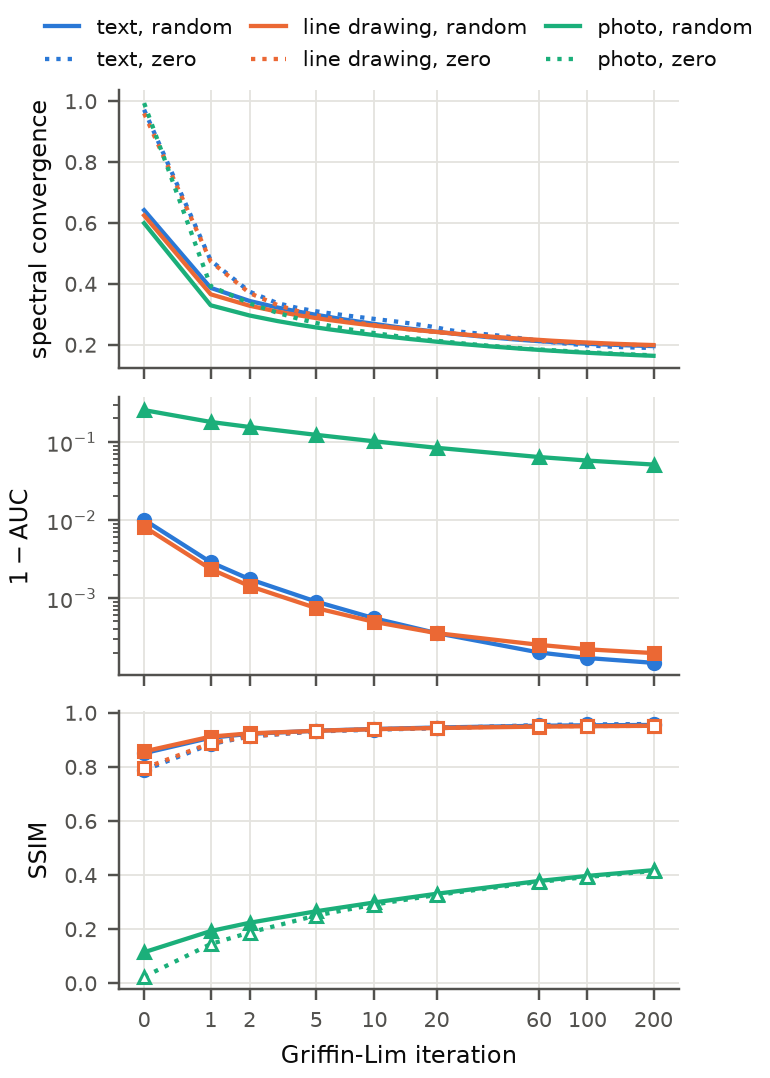 text, random line drawing, random photo, random
text, zero line drawing, zero photo, zero
spectral convergence
1.0
0.8
0.6
0.4
0.2
1 − AUC
10⁻¹
10⁻²
10⁻³
SSIM
1.0
0.8
0.6
0.4
0.2
0.0
0 1 2 5 10 20 60 100 200
Griffin-Lim iteration